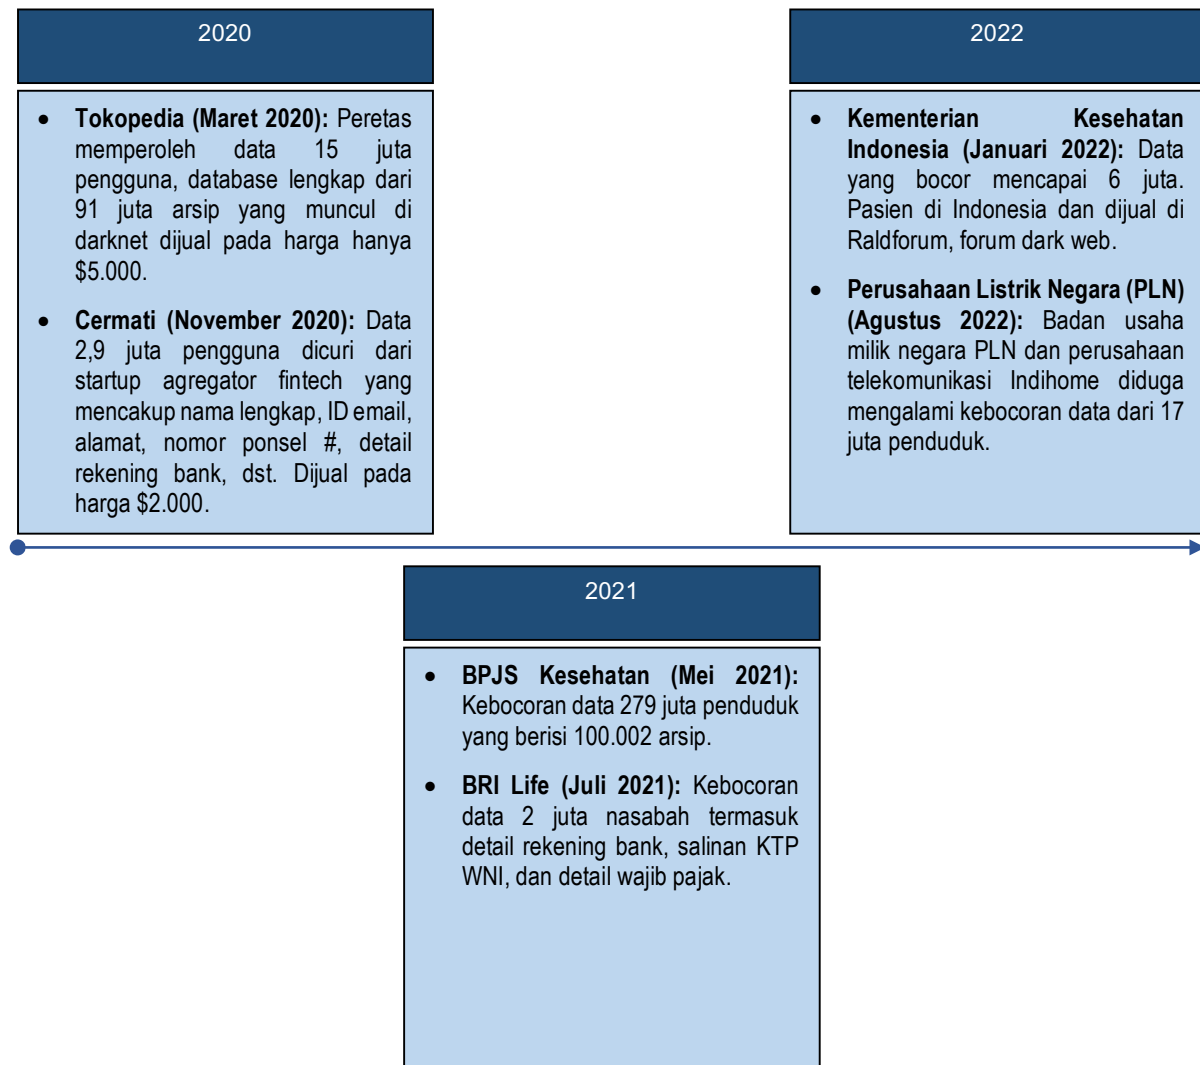 2020
• Tokopedia (Maret 2020): Peretas
memperoleh data 15 juta
pengguna, database lengkap dari
91 juta arsip yang muncul di
darknet dijual pada harga hanya
$5.000.
• Cermati (November 2020): Data
2,9 juta pengguna dicuri dari
startup agregator fintech yang
mencakup nama lengkap, ID email,
alamat, nomor ponsel #, detail
rekening bank, dst. Dijual pada
harga $2.000.
2022
• Kementerian Kesehatan
Indonesia (Januari 2022): Data
yang bocor mencapai 6 juta.
Pasien di Indonesia dan dijual di
Raldforum, forum dark web.
• Perusahaan Listrik Negara (PLN)
(Agustus 2022): Badan usaha
milik negara PLN dan perusahaan
telekomunikasi Indihome diduga
mengalami kebocoran data dari 17
juta penduduk.
2021
• BPJS Kesehatan (Mei 2021):
Kebocoran data 279 juta penduduk
yang berisi 100.002 arsip.
• BRI Life (Juli 2021): Kebocoran
data 2 juta nasabah termasuk
detail rekening bank, salinan KTP
WNI, dan detail wajib pajak.